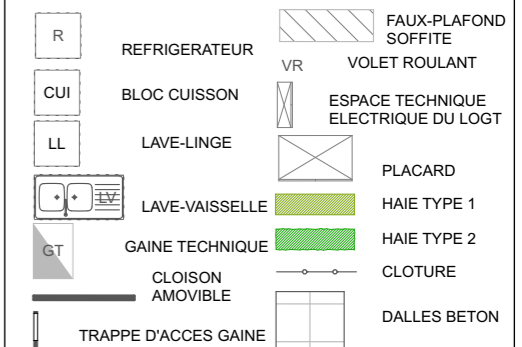 R
REFRIGERATEUR
CUI
BLOC CUISSON
LL
LAVE-LINGE
LV
LAVE-VAISSELLE
GT
GAINE TECHNIQUE
CLOISON
AMOVIBLE
TRAPPE D'ACCES GAINE
FAUX-PLAFOND
SOFFITE
VR
VOLET ROULANT
ESPACE TECHNIQUE
ELECTRIQUE DU LOGT
PLACARD
HAIE TYPE 1
HAIE TYPE 2
CLOTURE
DALLES BETON